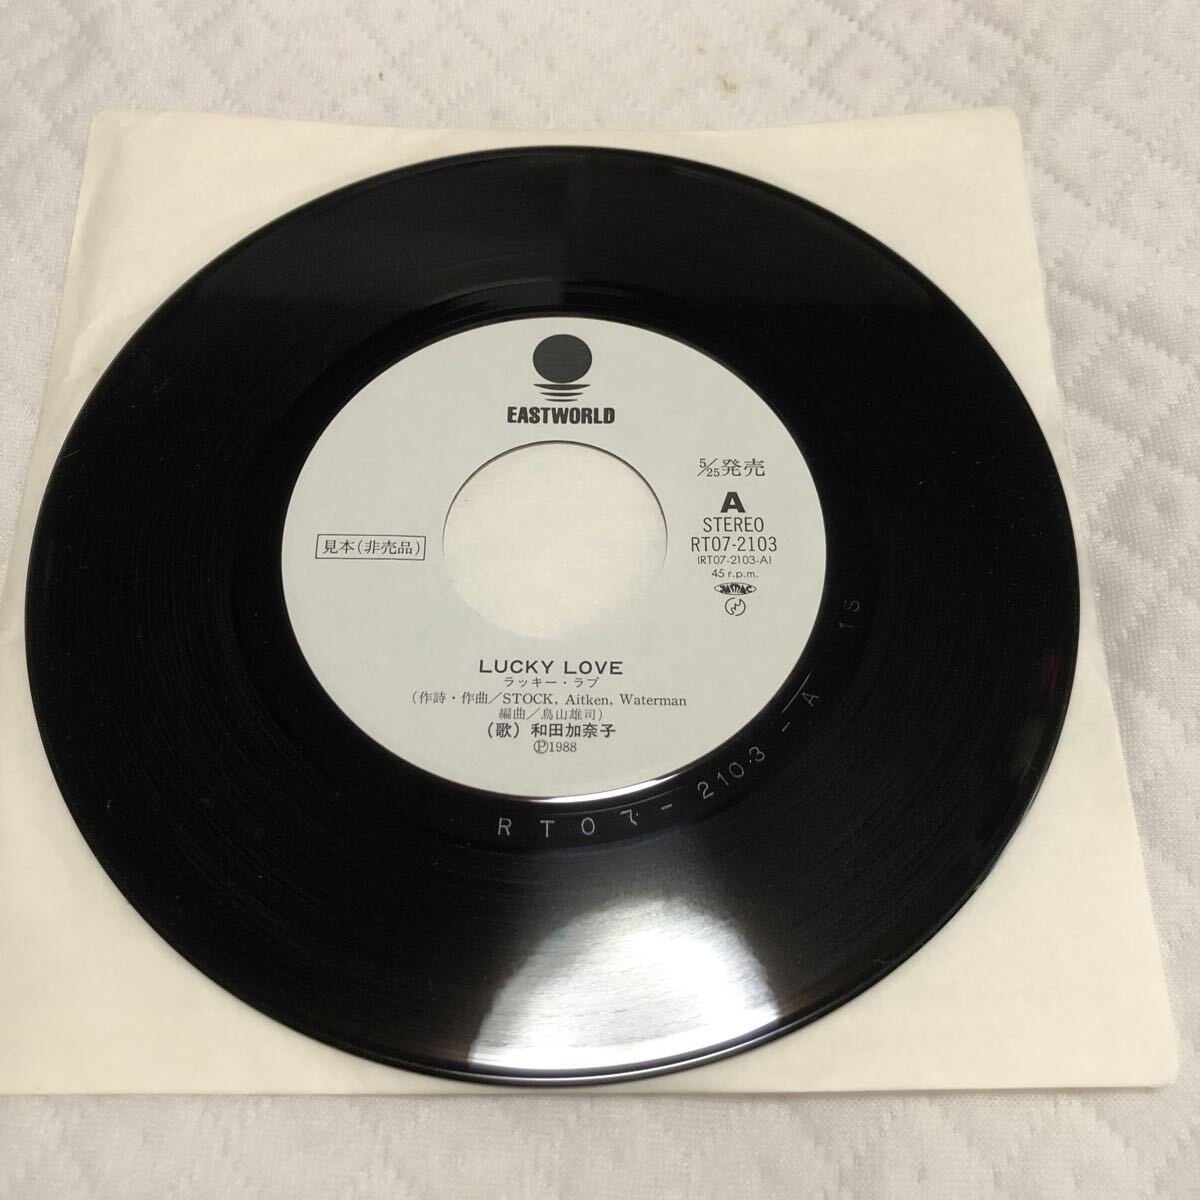 EASTWORLD
5/25発売
A
STEREO
RT07-2103
(RT07-2103-A)
45 r.p.m.
JASRAC
見本(非売品)
LUCKY LOVE
ラッキー・ラブ
(作詩・作曲/STOCK, Aitken, Waterman
編曲/鳥山雄司)
(歌) 和田加奈子
Ⓟ1988
RT07-2103-A 1S